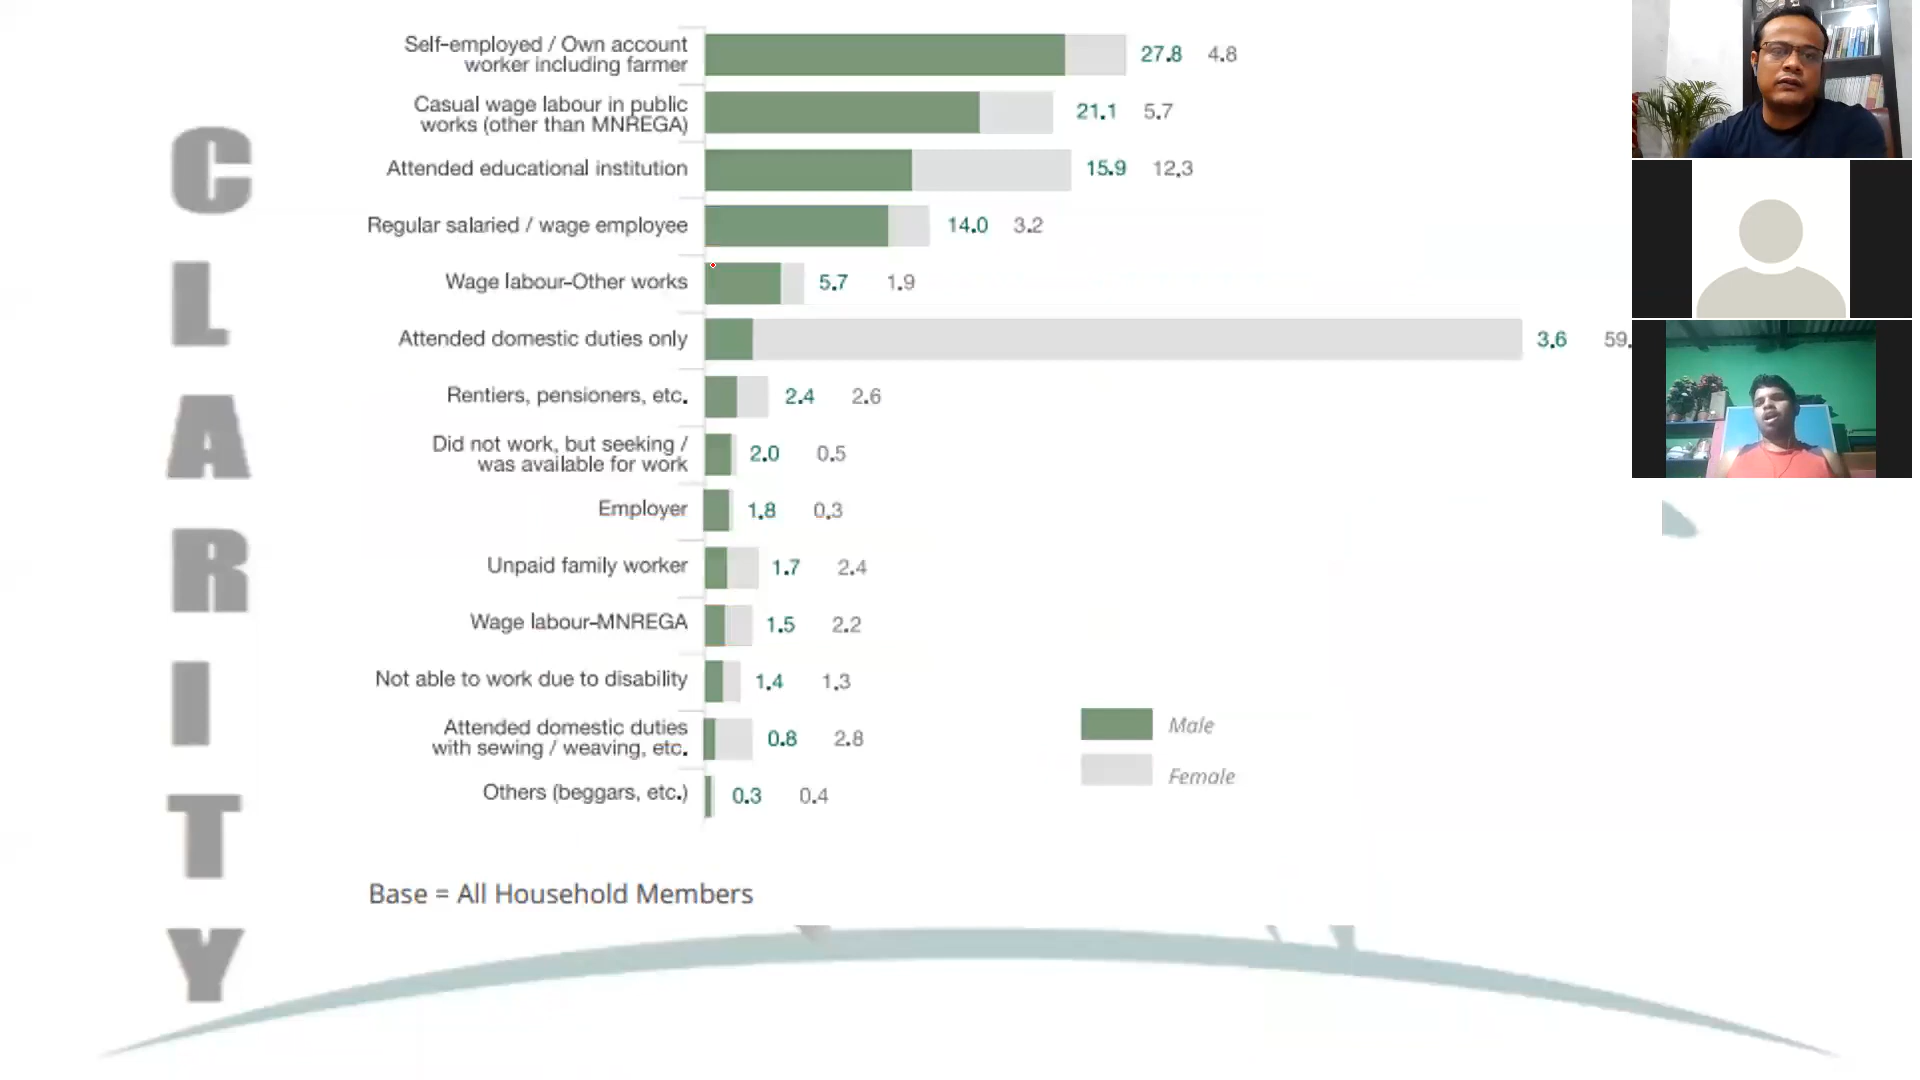 CLARITY
Self-employed / Own account
worker including farmer
27.8 4.8
Casual wage labour in public
works (other than MNREGA)
21.1 5.7
Attended educational institution 15.9 12.3
Regular salaried / wage employee 14.0 3.2
Wage labour-Other works 5.7 1.9
Attended domestic duties only 3.6 59.
Rentiers, pensioners, etc. 2.4 2.6
Did not work, but seeking /
was available for work
2.0 0.5
Employer 1.8 0.3
Unpaid family worker 1.7 2.4
Wage labour-MNREGA 1.5 2.2
Not able to work due to disability 1.4 1.3
Attended domestic duties
with sewing / weaving, etc.
0.8 2.8
Others (beggars, etc.) 0.3 0.4
Male
Female
Base = All Household Members